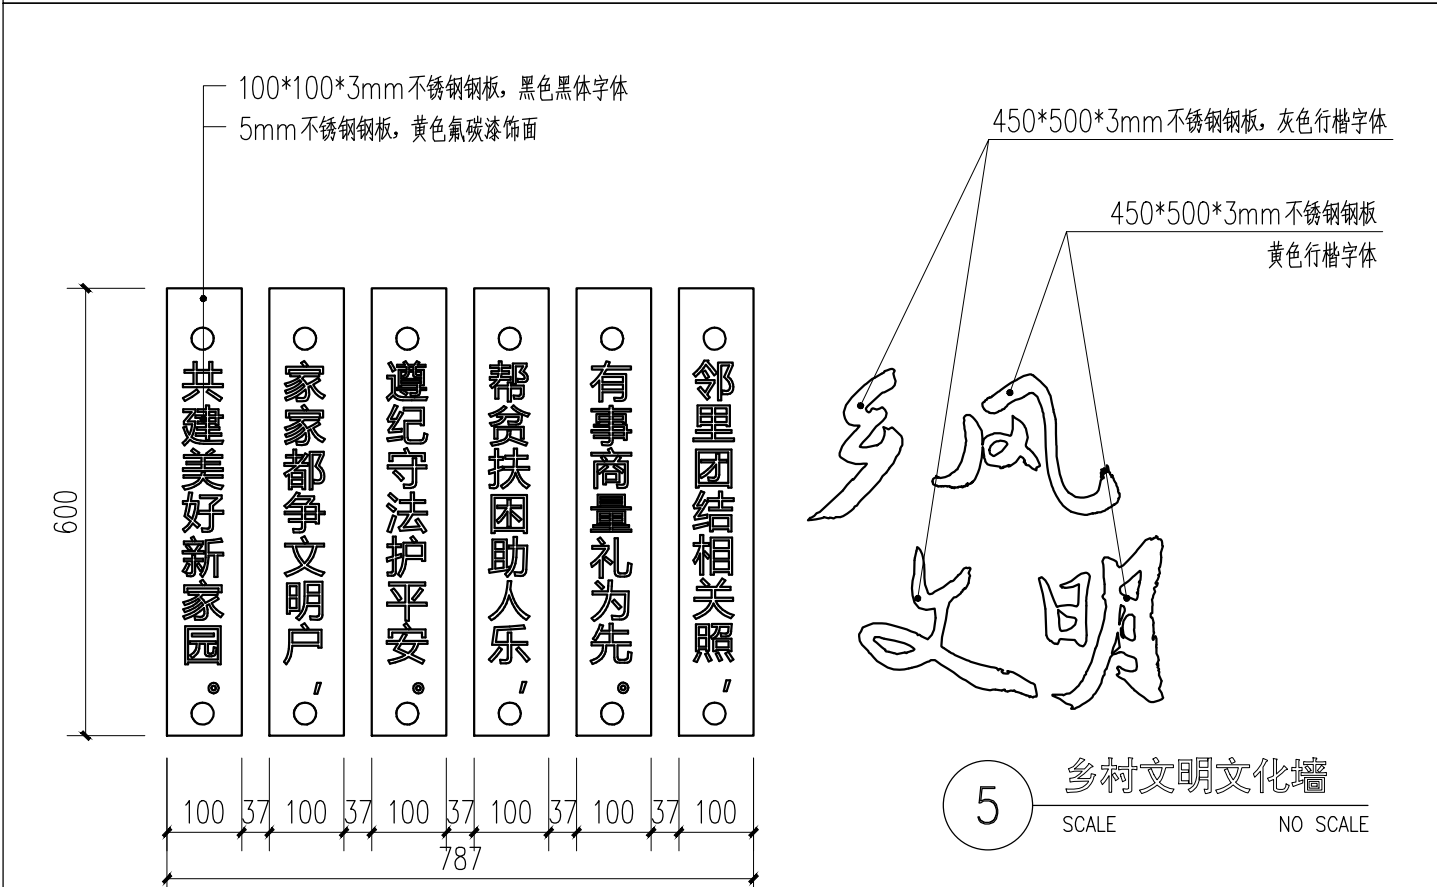 100*100*3mm不锈钢钢板，黑色黑体字体
5mm不锈钢钢板，黄色氟碳漆饰面
450*500*3mm不锈钢钢板，灰色行楷字体
450*500*3mm不锈钢钢板
黄色行楷字体
邻里团结相关照，
有事商量礼为先。
帮贫扶困助人乐，
遵纪守法护平安。
家家都争文明户，
共建美好新家园。
乡风
文明
600
100 37 100 37 100 37 100 37 100 37 100
787
5
乡村文明文化墙
SCALE NO SCALE